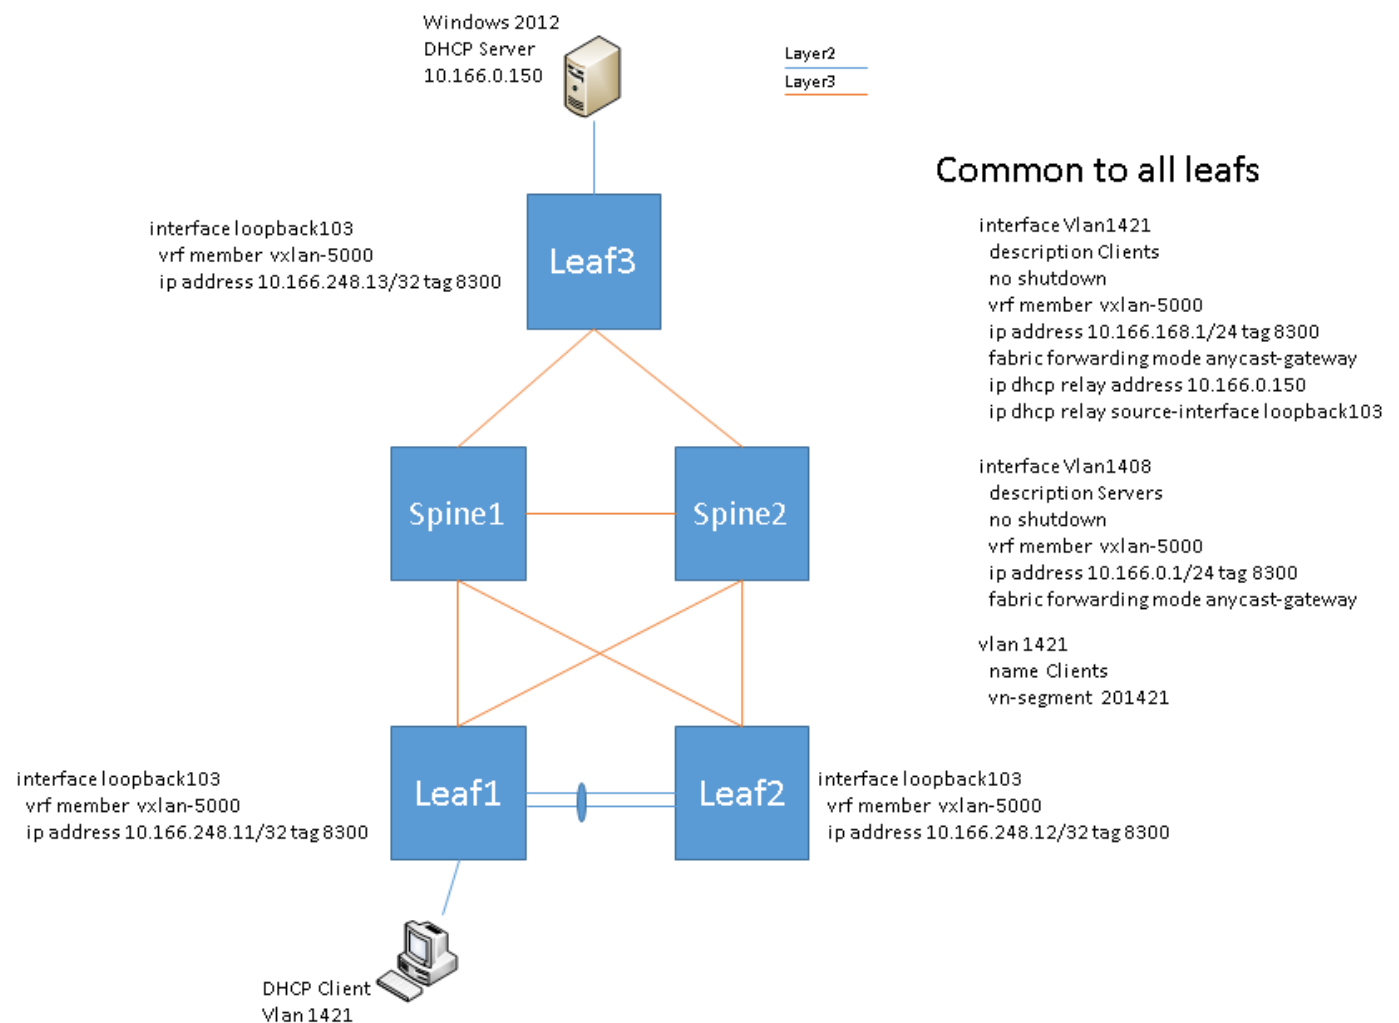 Windows 2012
DHCP Server
10.166.0.150
Layer2
Layer3
Common to all leafs
interface loopback103
vrf member vxlan-5000
ip address 10.166.248.13/32 tag 8300
Leaf3
interface Vlan1421
description Clients
no shutdown
vrf member vxlan-5000
ip address 10.166.168.1/24 tag 8300
fabric forwarding mode anycast-gateway
ip dhcp relay address 10.166.0.150
ip dhcp relay source-interface loopback103
interface Vlan1408
description Servers
no shutdown
vrf member vxlan-5000
ip address 10.166.0.1/24 tag 8300
fabric forwarding mode anycast-gateway
vlan 1421
name Clients
vn-segment 201421
Spine1
Spine2
interface loopback103
vrf member vxlan-5000
ip address 10.166.248.11/32 tag 8300
Leaf1
Leaf2
interface loopback103
vrf member vxlan-5000
ip address 10.166.248.12/32 tag 8300
DHCP Client
Vlan 1421